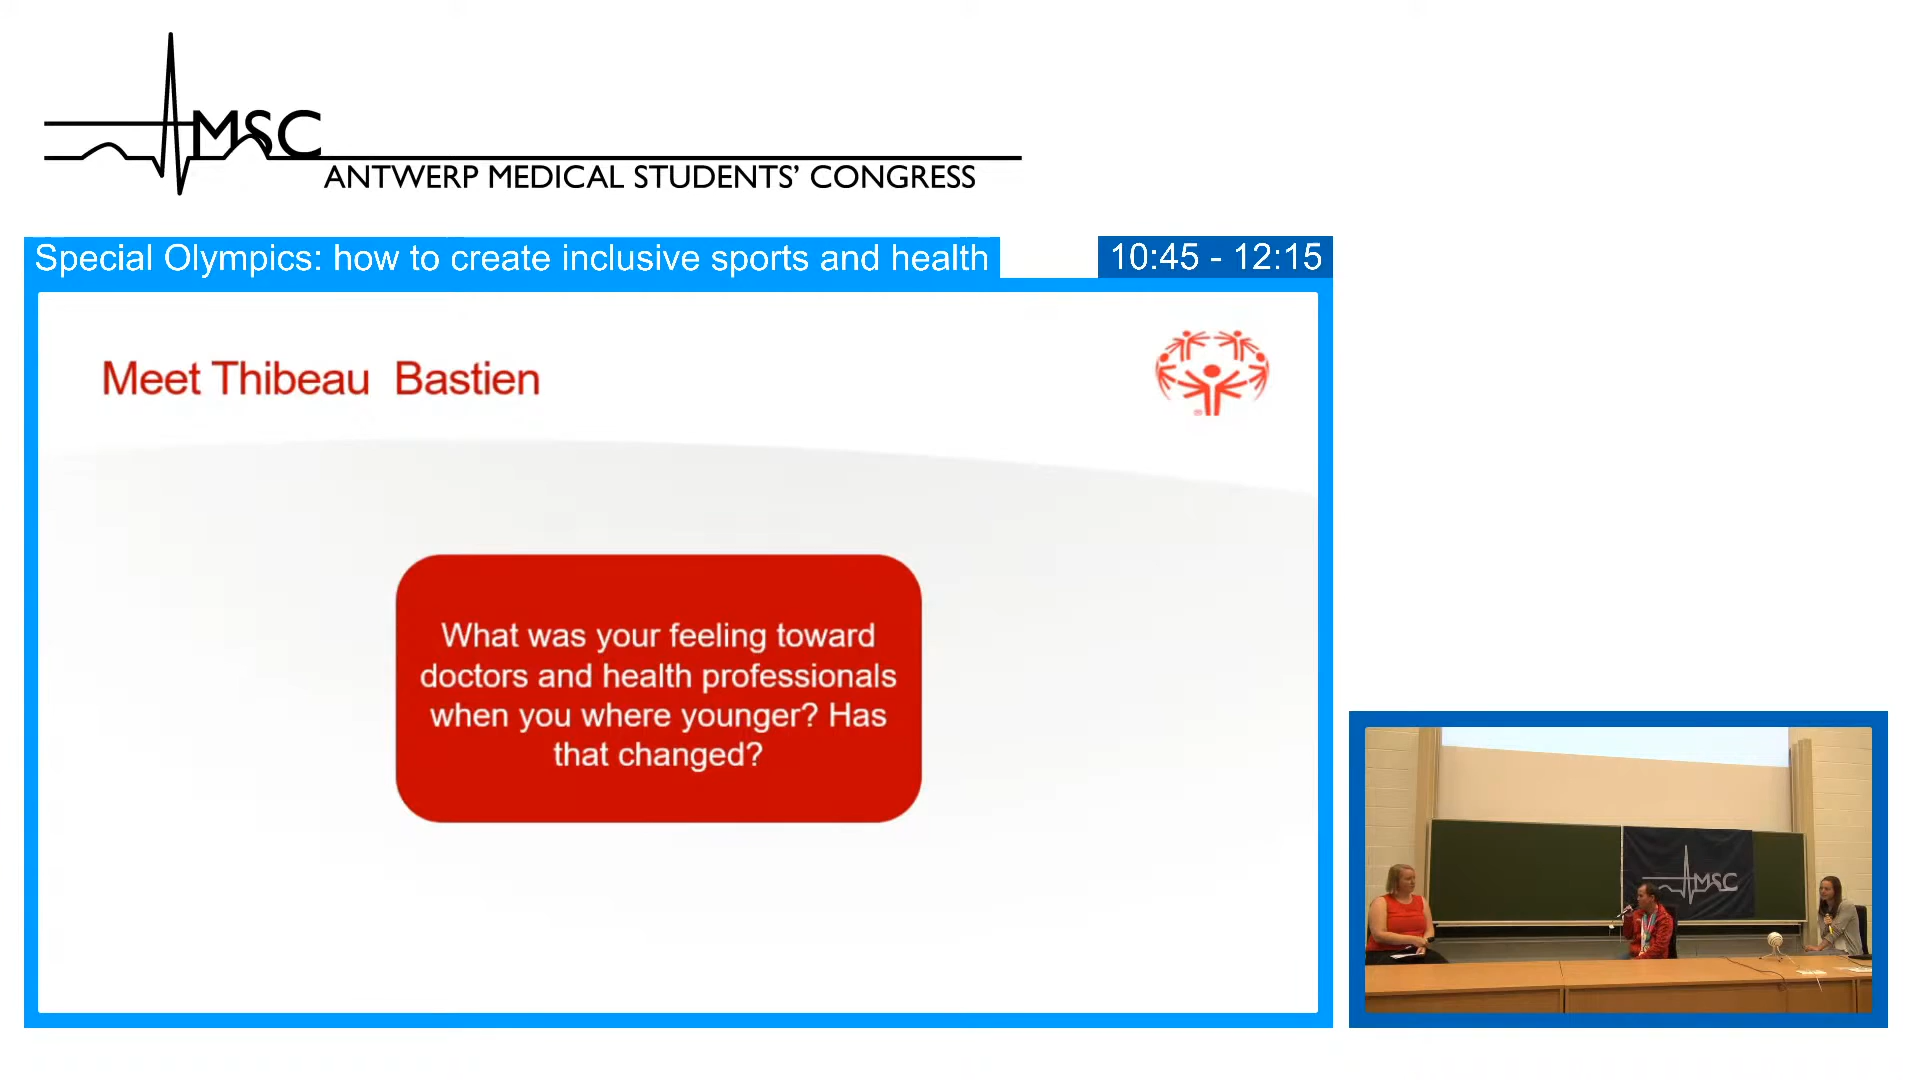 MSC
ANTWERP MEDICAL STUDENTS’ CONGRESS
Special Olympics: how to create inclusive sports and health
10:45 - 12:15
Meet Thibeau  Bastien
What was your feeling toward
doctors and health professionals
when you where younger? Has
that changed?
MSC